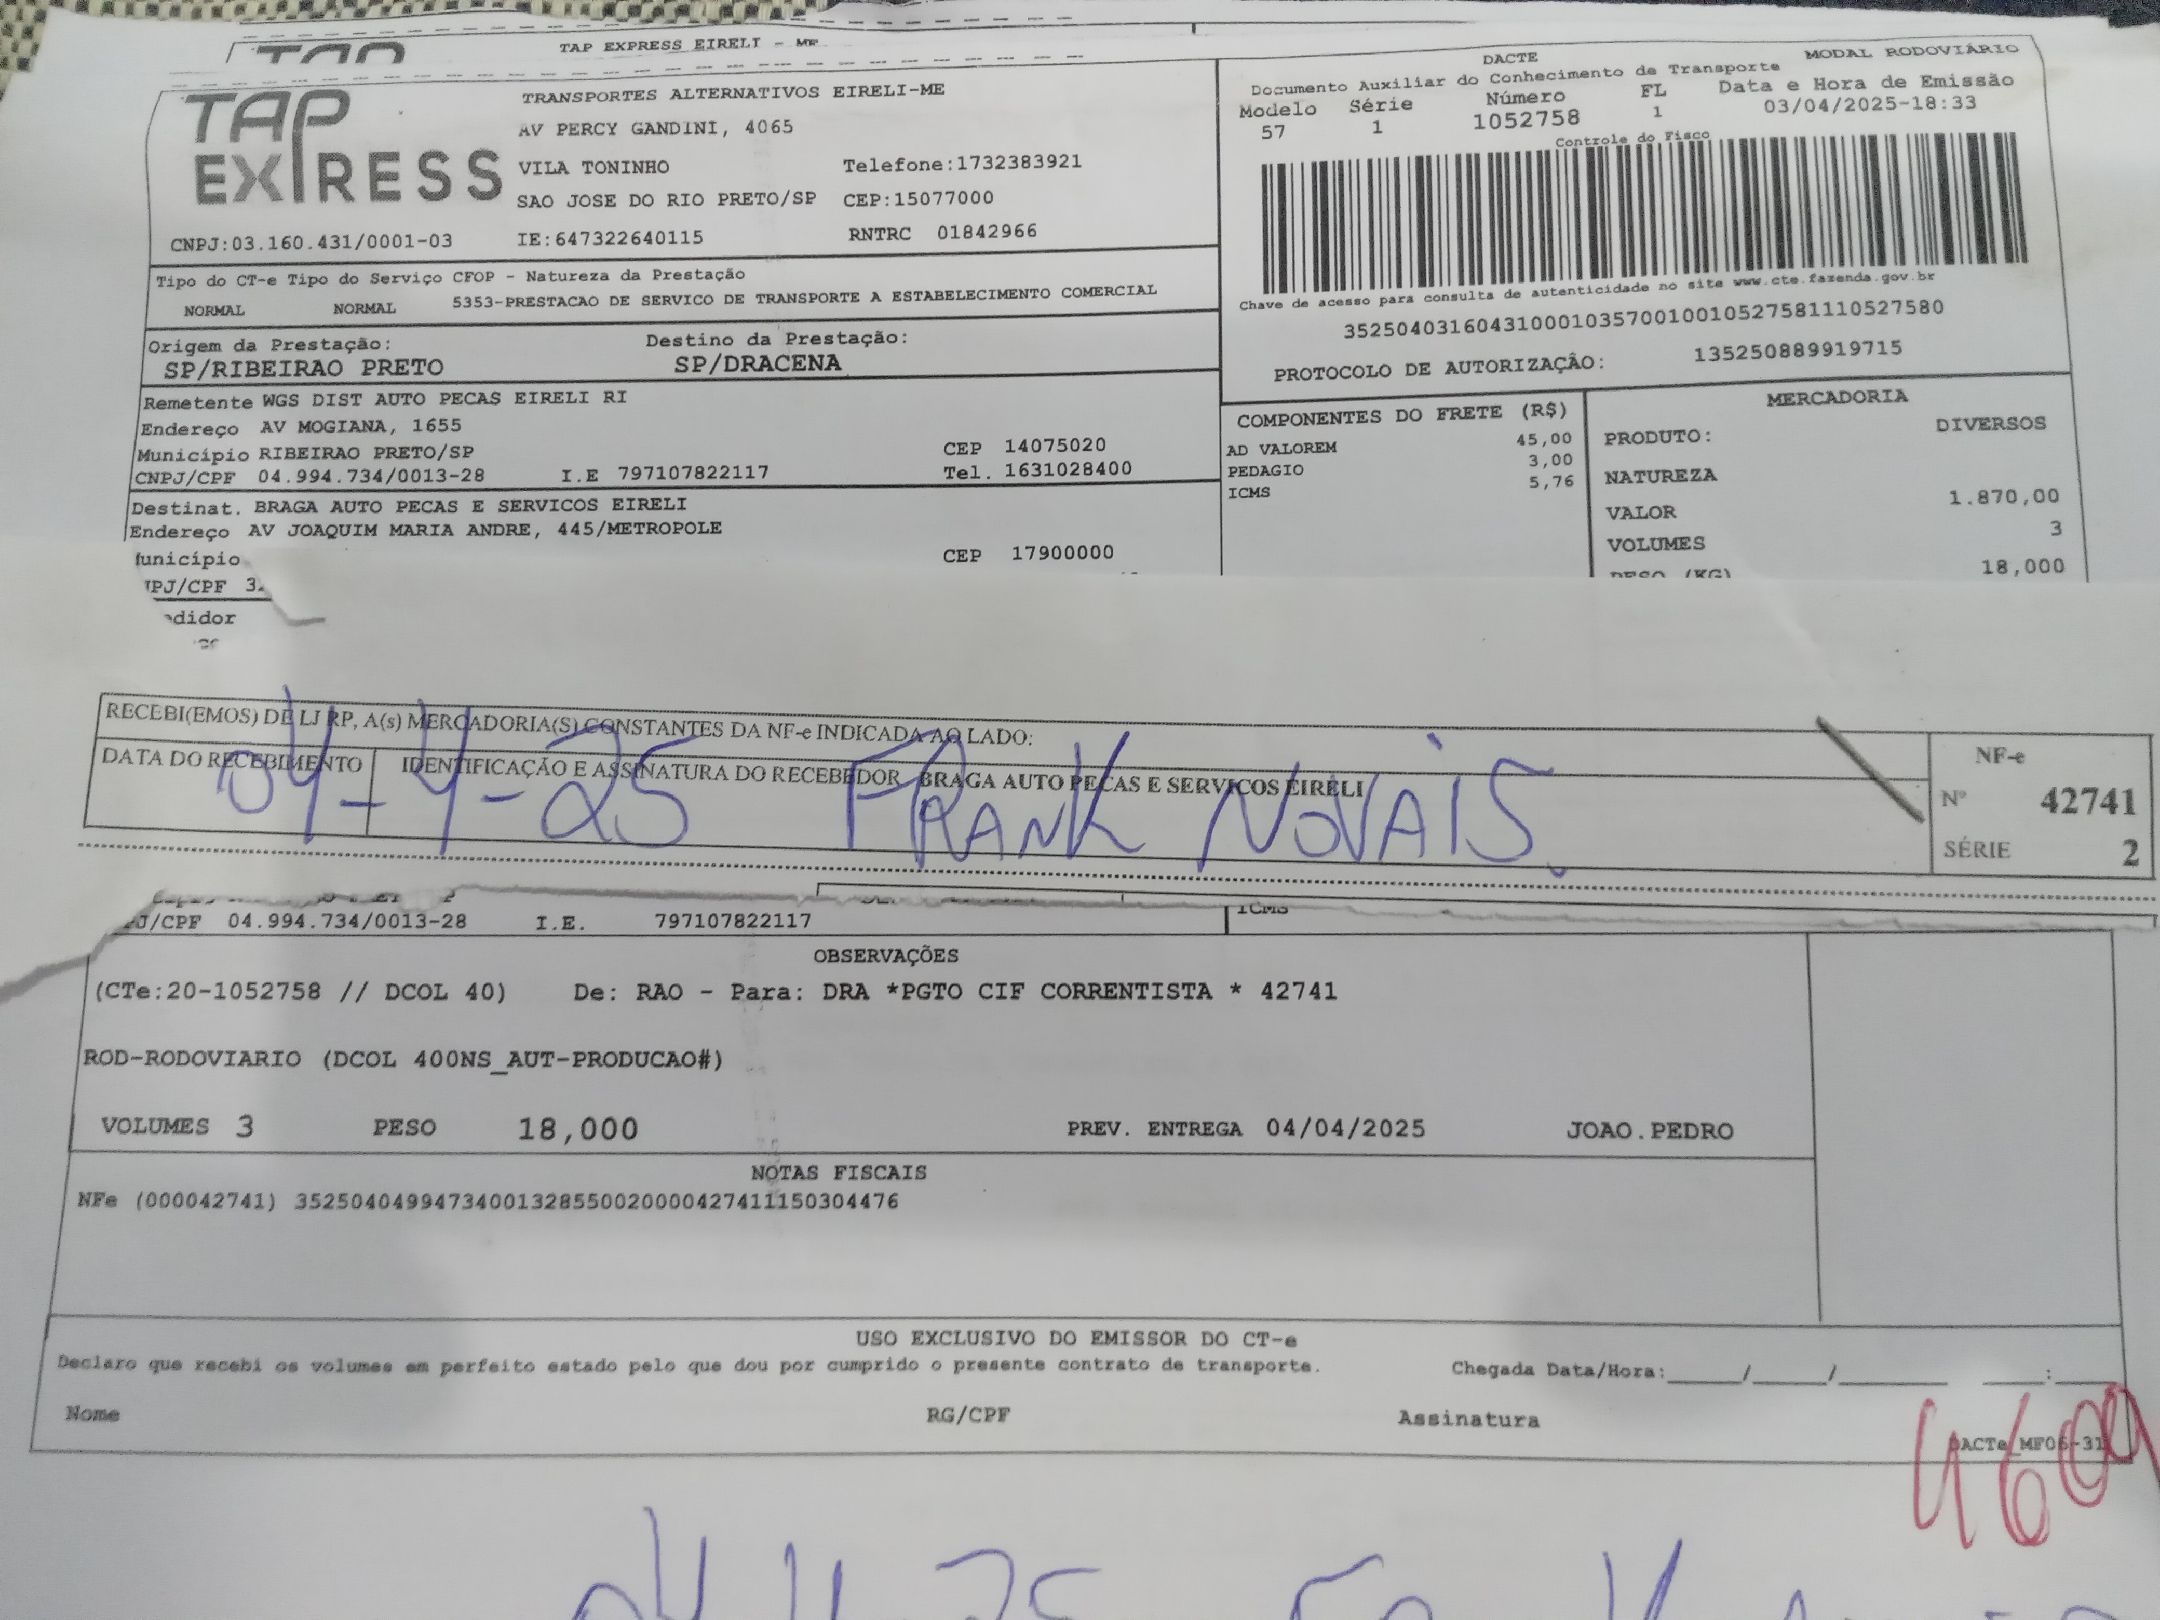 TAP EXPRESS EIRELI - ME
TAP EXPRESS
TRANSPORTES ALTERNATIVOS EIRELI-ME
AV PERCY GANDINI, 4065
VILA TONINHO Telefone:1732383921
SAO JOSE DO RIO PRETO/SP CEP:15077000
CNPJ:03.160.431/0001-03 IE:647322640115 RNTRC 01842966
DACTE MODAL RODOVIÁRIO
Documento Auxiliar do Conhecimento de Transporte
Modelo Série Número FL Data e Hora de Emissão
57 1 1052758 1 03/04/2025-18:33
Controle do Fisco
Chave de acesso para consulta de autenticidade no site www.cte.fazenda.gov.br
35250403160431000103570010010527581110527580
PROTOCOLO DE AUTORIZAÇÃO: 135250889919715
Tipo do CT-e Tipo do Serviço CFOP - Natureza da Prestação
NORMAL NORMAL 5353-PRESTACAO DE SERVICO DE TRANSPORTE A ESTABELECIMENTO COMERCIAL
Origem da Prestação: Destino da Prestação:
SP/RIBEIRAO PRETO SP/DRACENA
Remetente WGS DIST AUTO PECAS EIRELI RI
Endereço AV MOGIANA, 1655
Município RIBEIRAO PRETO/SP CEP 14075020
CNPJ/CPF 04.994.734/0013-28 I.E 797107822117 Tel. 1631028400
Destinat. BRAGA AUTO PECAS E SERVICOS EIRELI
Endereço AV JOAQUIM MARIA ANDRE, 445/METROPOLE
unicípio CEP 17900000
PJ/CPF 3
didor
COMPONENTES DO FRETE (R$)
AD VALOREM 45,00
PEDAGIO 3,00
ICMS 5,76
MERCADORIA
PRODUTO: DIVERSOS
NATUREZA
VALOR 1.870,00
VOLUMES 3
PESO (KG) 18,000
RECEBI(EMOS) DE LJ RP, A(s) MERCADORIA(S) CONSTANTES DA NF-e INDICADA AO LADO:
DATA DO RECEBIMENTO IDENTIFICAÇÃO E ASSINATURA DO RECEBEDOR BRAGA AUTO PECAS E SERVICOS EIRELI
04-4-25 FRANK NOVAIS
NF-e
Nº 42741
SÉRIE 2
J/CPF 04.994.734/0013-28 I.E. 797107822117 ICMS
OBSERVAÇÕES
(CTe:20-1052758 // DCOL 40) De: RAO - Para: DRA *PGTO CIF CORRENTISTA * 42741
ROD-RODOVIARIO (DCOL 400NS_AUT-PRODUCAO#)
VOLUMES 3 PESO 18,000 PREV. ENTREGA 04/04/2025 JOAO.PEDRO
NOTAS FISCAIS
NFe (000042741) 35250404994734001328550020000427411150304476
USO EXCLUSIVO DO EMISSOR DO CT-e
Declaro que recebi os volumes em perfeito estado pelo que dou por cumprido o presente contrato de transporte. Chegada Data/Hora:_____/_____/_______ ____:____
Nome RG/CPF Assinatura
DACTe_MF06-31